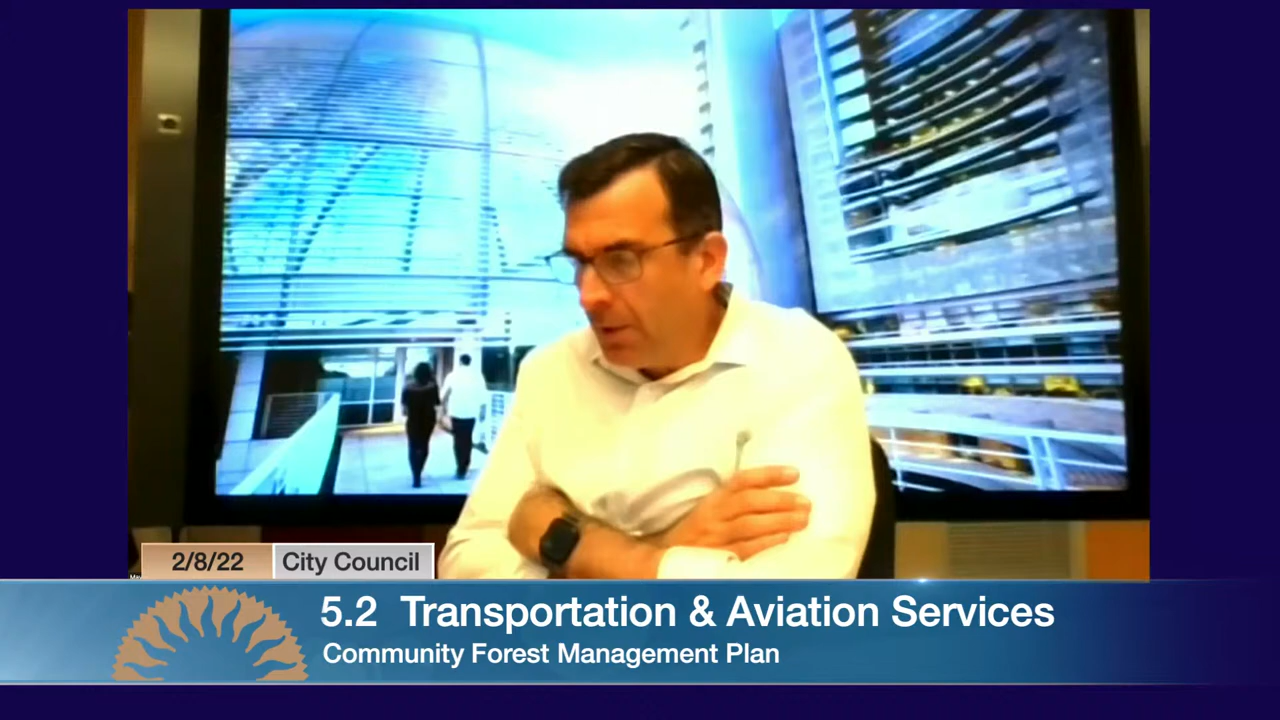 2/8/22 City Council
5.2 Transportation & Aviation Services
Community Forest Management Plan